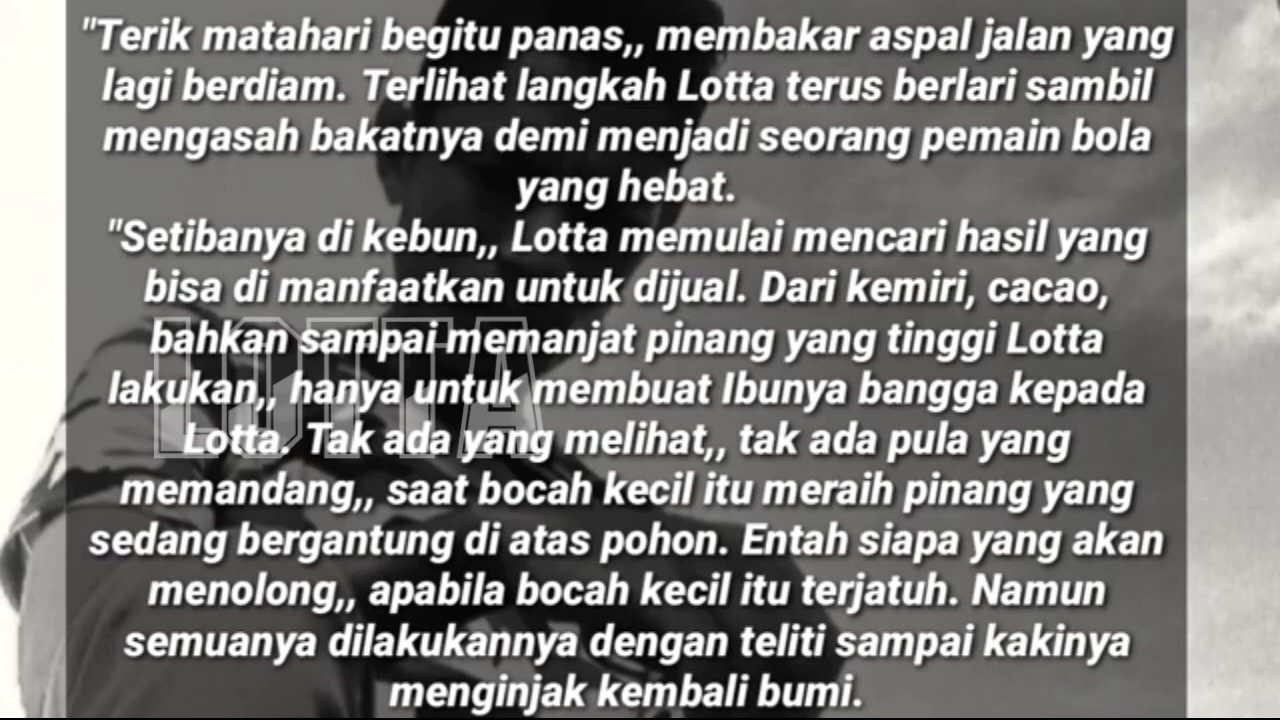 "Terik matahari begitu panas,, membakar aspal jalan yang
lagi berdiam. Terlihat langkah Lotta terus berlari sambil
mengasah bakatnya demi menjadi seorang pemain bola
yang hebat.
"Setibanya di kebun,, Lotta memulai mencari hasil yang
bisa di manfaatkan untuk dijual. Dari kemiri, cacao,
bahkan sampai memanjat pinang yang tinggi Lotta
lakukan,, hanya untuk membuat Ibunya bangga kepada
Lotta. Tak ada yang melihat,, tak ada pula yang
memandang,, saat bocah kecil itu meraih pinang yang
sedang bergantung di atas pohon. Entah siapa yang akan
menolong,, apabila bocah kecil itu terjatuh. Namun
semuanya dilakukannya dengan teliti sampai kakinya
menginjak kembali bumi.
LOTTA